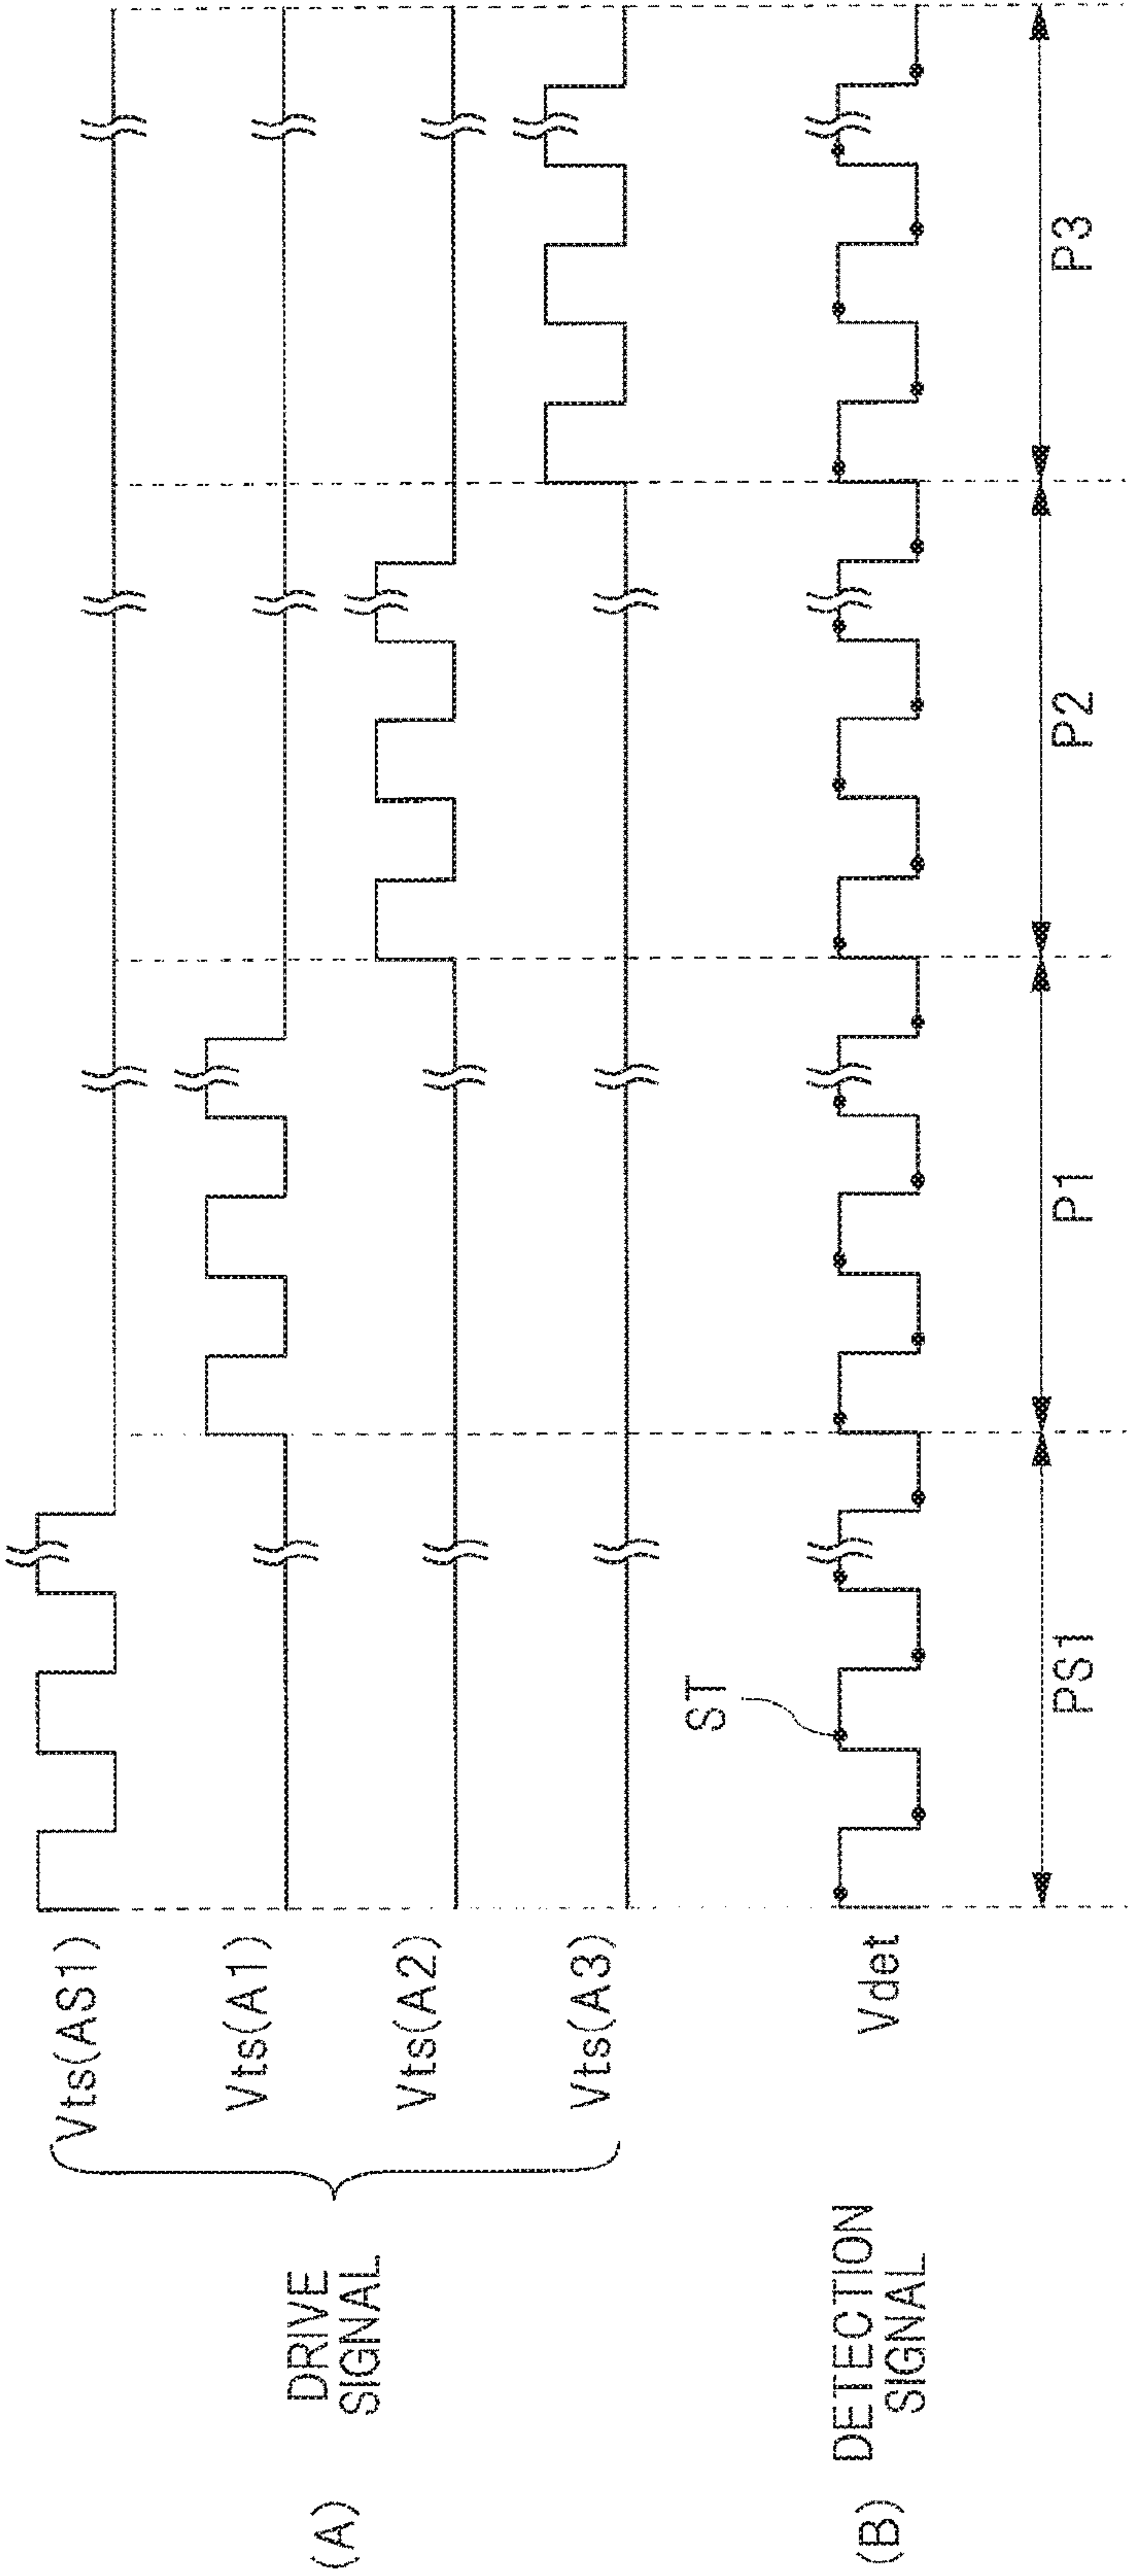 (A)
DRIVE
SIGNAL
Vts(AS1)
Vts(A1)
Vts(A2)
Vts(A3)
(B)
DETECTION
SIGNAL
Vdet
ST
PS1
P1
P2
P3